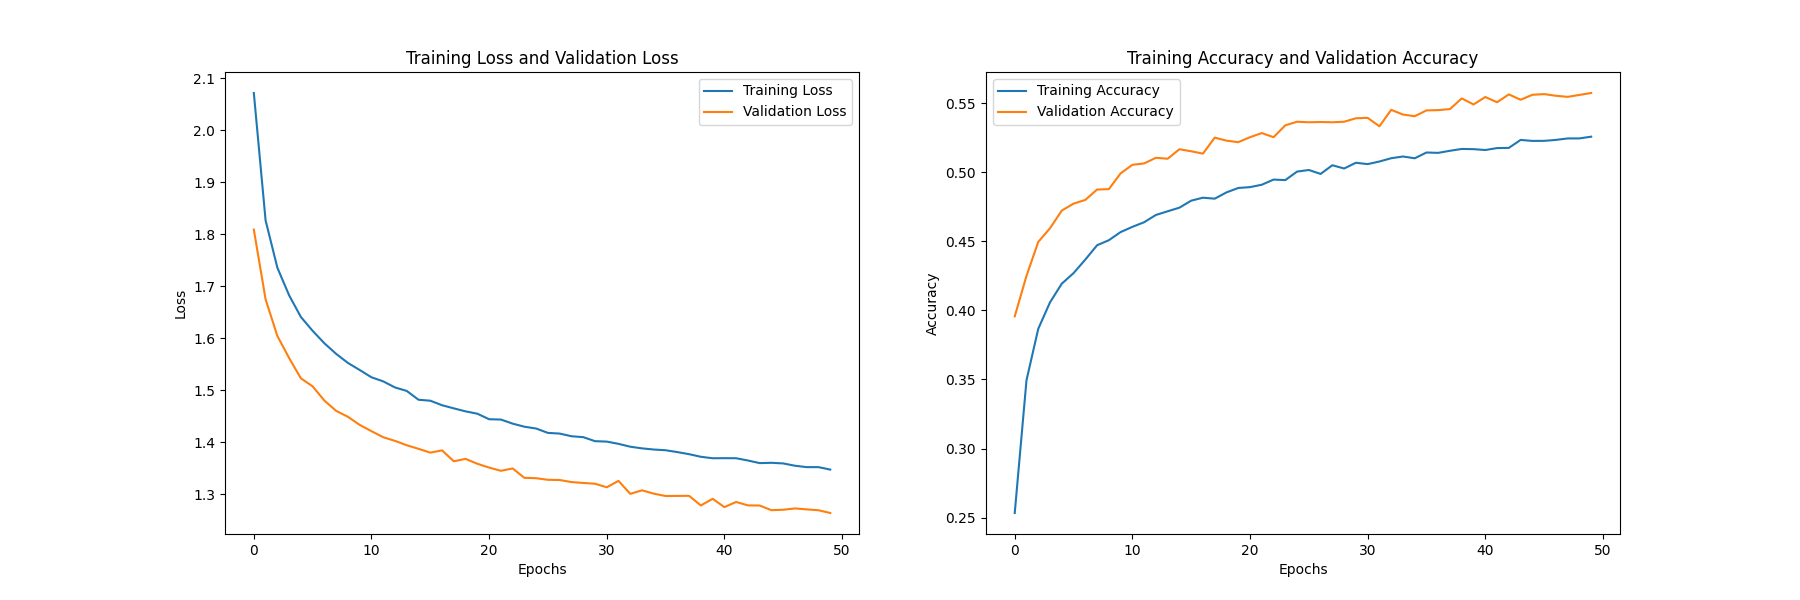 Training Loss and Validation Loss
2.1
2.0
1.9
1.8
1.7
1.6
1.5
1.4
1.3
Loss
Training Loss
Validation Loss
0 10 20 30 40 50
Epochs
Training Accuracy and Validation Accuracy
0.55
0.50
0.45
0.40
0.35
0.30
0.25
Accuracy
Training Accuracy
Validation Accuracy
0 10 20 30 40 50
Epochs